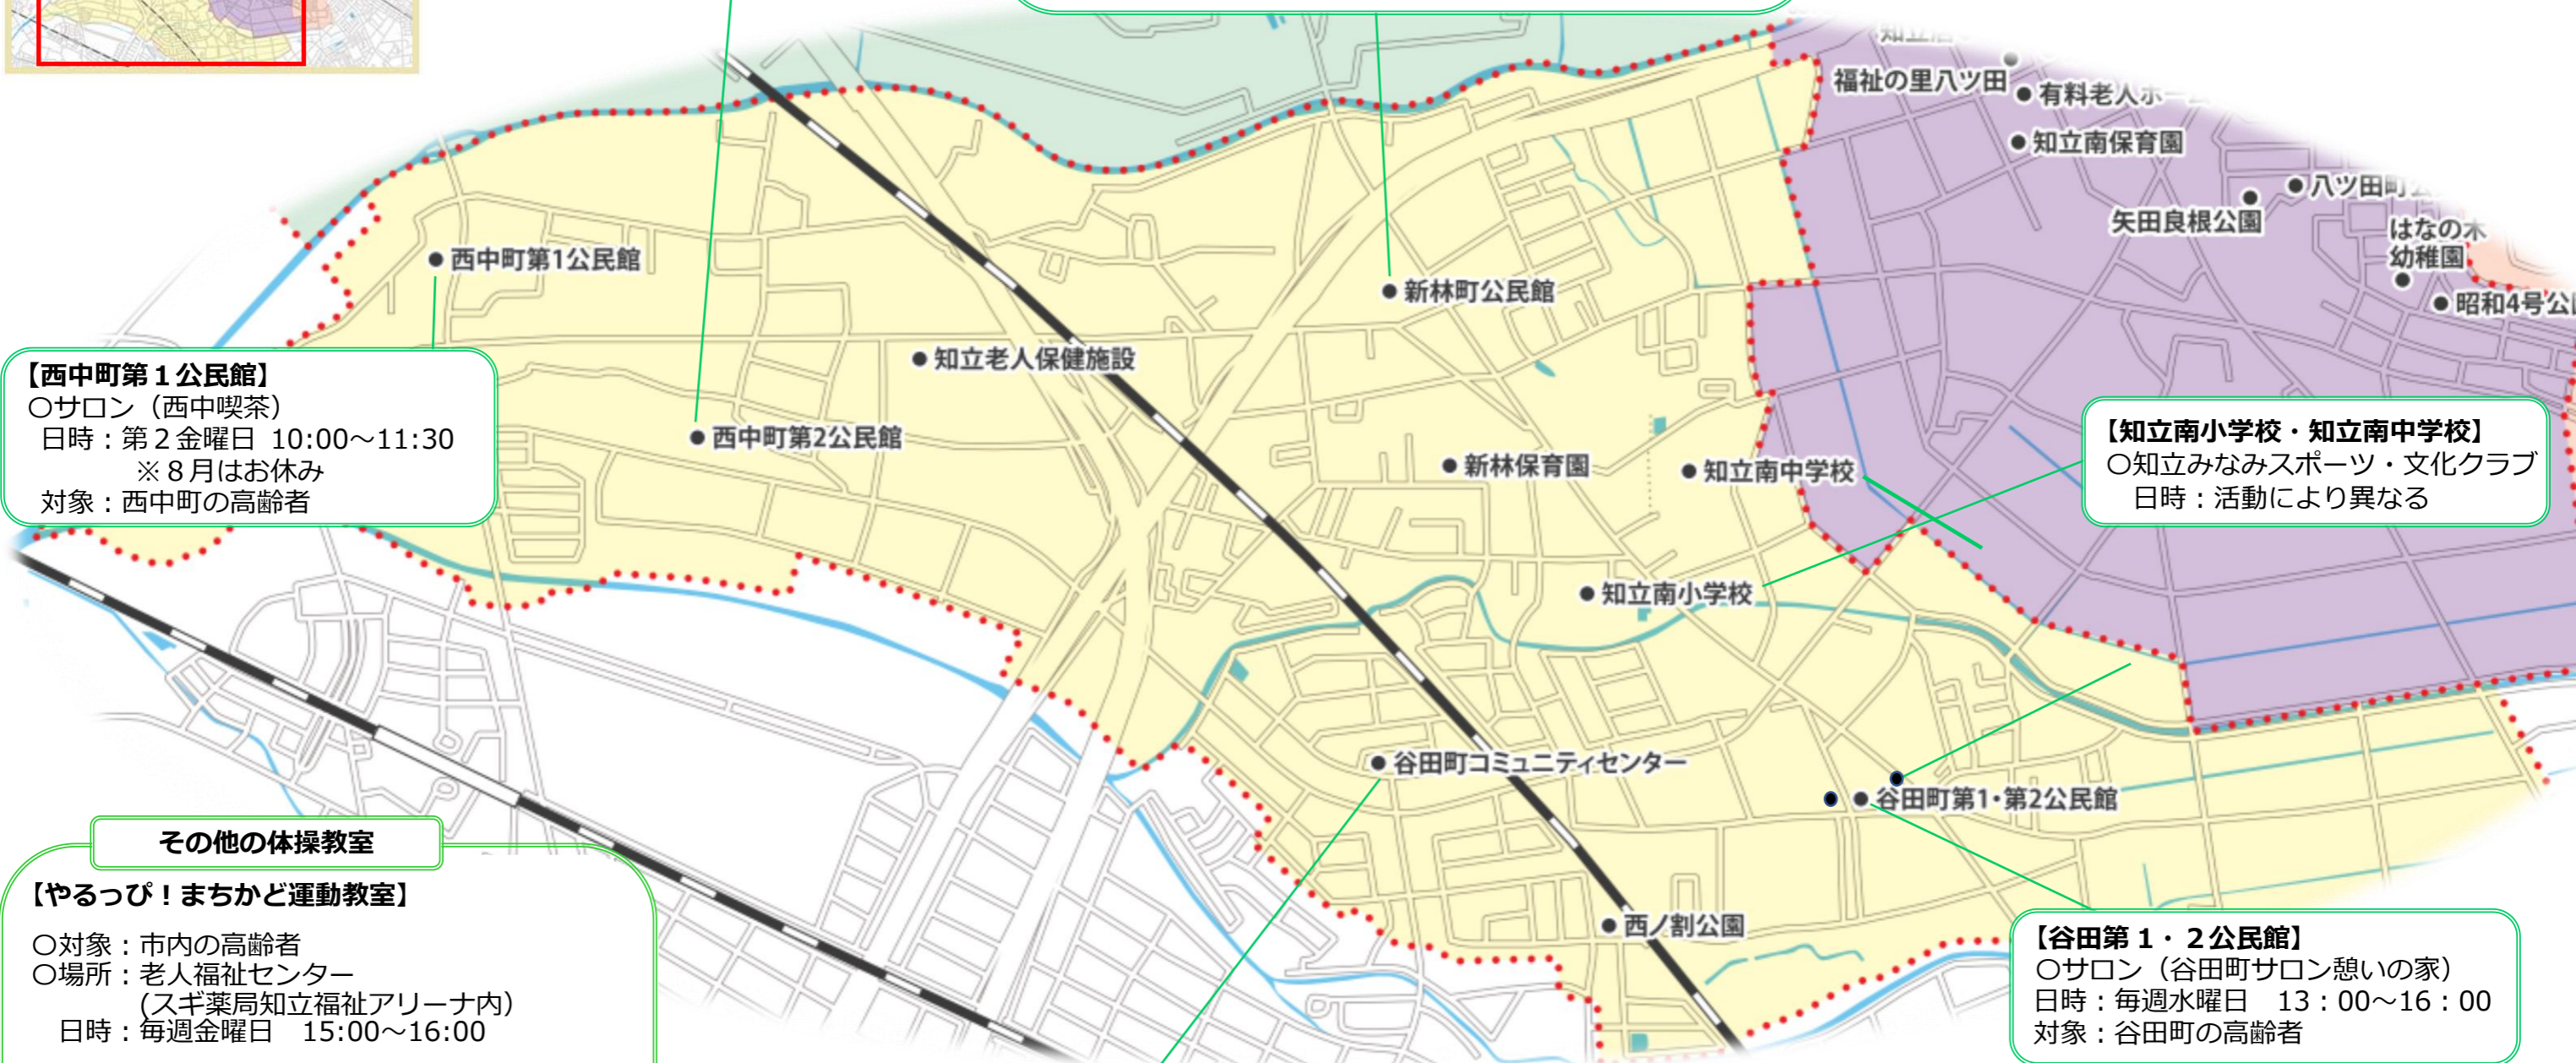 福祉の里八ツ田
有料老人ホーム
知立南保育園
八ツ田町
矢田良根公園
はなの木
幼稚園
昭和4号公
西中町第1公民館
新林町公民館
知立老人保健施設
西中町第2公民館
新林保育園
知立南中学校
知立南小学校
谷田町コミュニティセンター
谷田町第1・第2公民館
西ノ割公園
【西中町第１公民館】
〇サロン（西中喫茶）
日時：第２金曜日 10:00～11:30
※８月はお休み
対象：西中町の高齢者
【知立南小学校・知立南中学校】
〇知立みなみスポーツ・文化クラブ
日時：活動により異なる
その他の体操教室
【やるっぴ！まちかど運動教室】
〇対象：市内の高齢者
〇場所：老人福祉センター
(スギ薬局知立福祉アリーナ内）
日時：毎週金曜日　15:00～16:00
【谷田第１・２公民館】
〇サロン（谷田町サロン憩いの家）
日時：毎週水曜日　13：00～16：00
対象：谷田町の高齢者